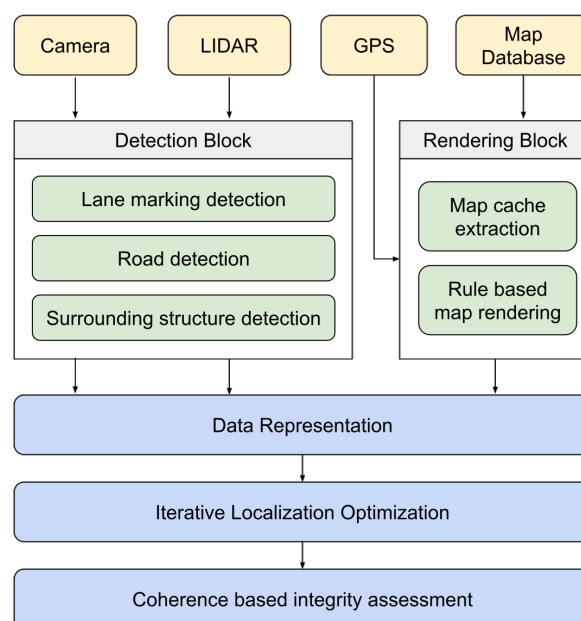 Camera
LIDAR
GPS
Map
Database
Detection Block
Lane marking detection
Road detection
Surrounding structure detection
Rendering Block
Map cache
extraction
Rule based
map rendering
Data Representation
Iterative Localization Optimization
Coherence based integrity assessment